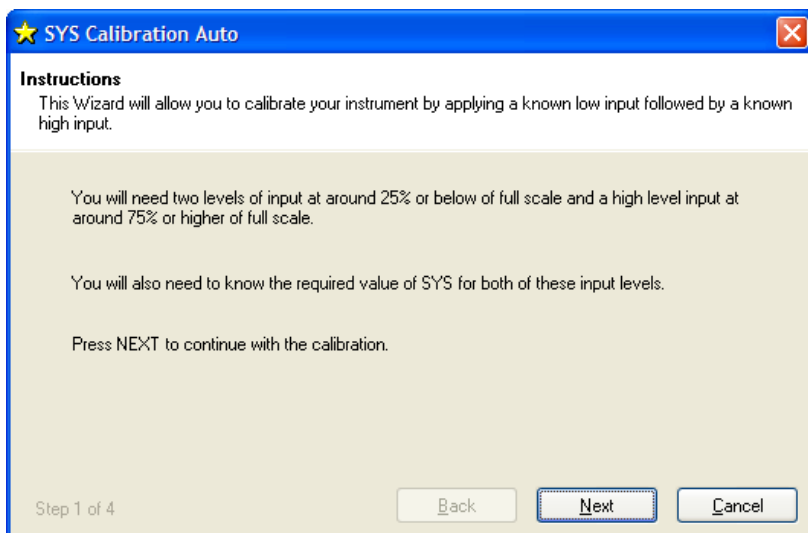 SYS Calibration Auto
Instructions
This Wizard will allow you to calibrate your instrument by applying a known low input followed by a known
high input.
You will need two levels of input at around 25% or below of full scale and a high level input at
around 75% or higher of full scale.
You will also need to know the required value of SYS for both of these input levels.
Press NEXT to continue with the calibration.
Step 1 of 4
Back
Next
Cancel